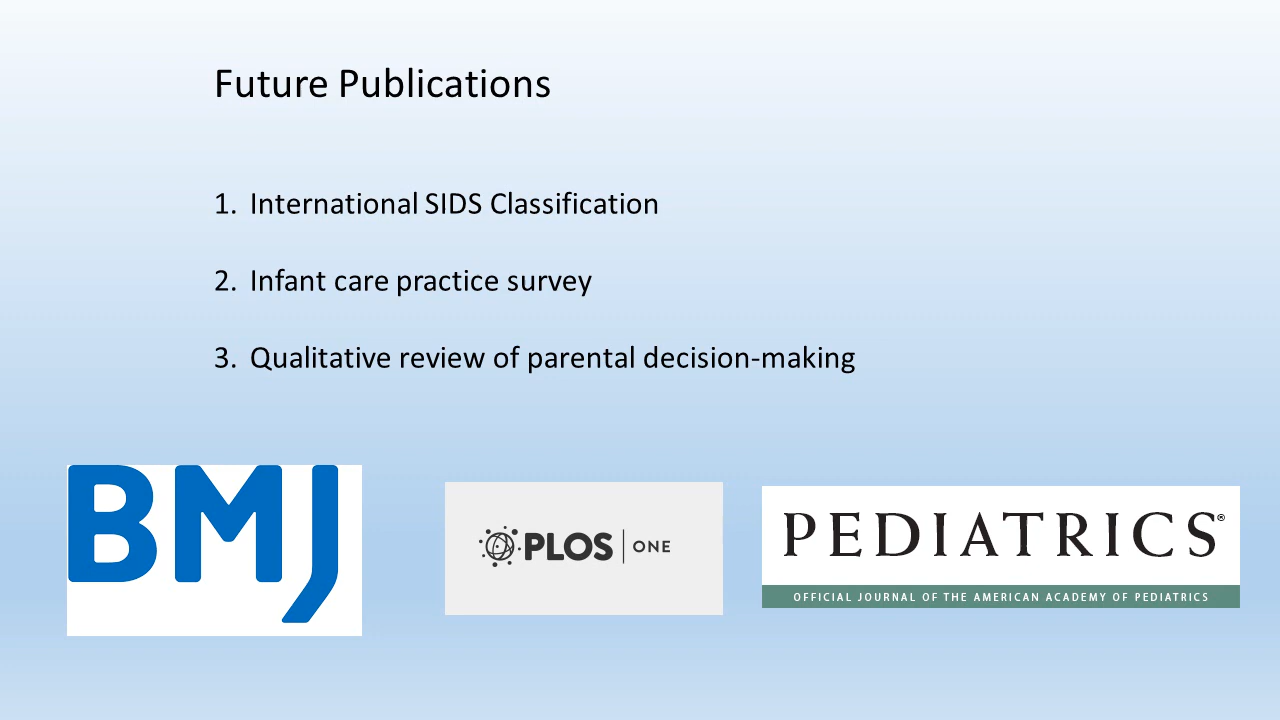 Future Publications
1. International SIDS Classification
2. Infant care practice survey
3. Qualitative review of parental decision-making
BMJ
PLOS ONE
PEDIATRICS®
OFFICIAL JOURNAL OF THE AMERICAN ACADEMY OF PEDIATRICS